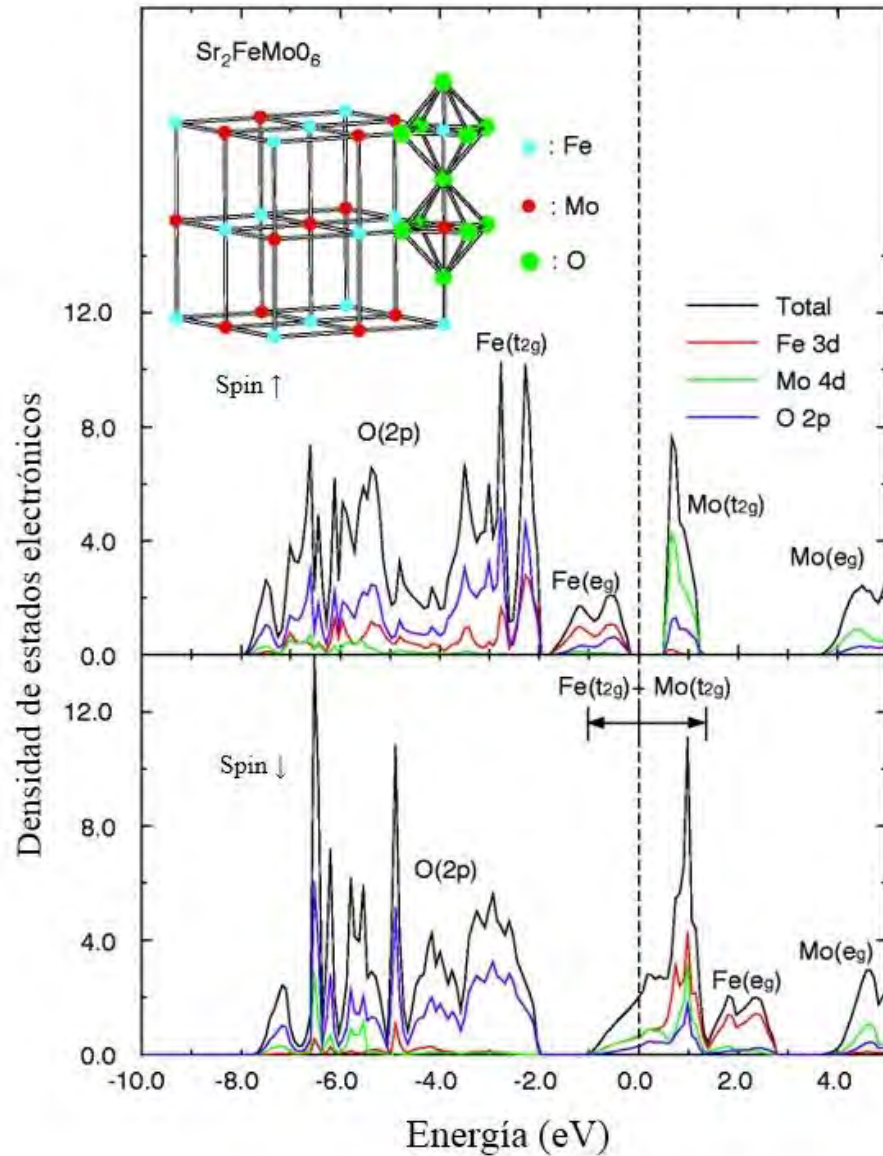 Sr₂FeMoO₆
: Fe
: Mo
: O
Total
Fe 3d
Mo 4d
O 2p
Spin ↑
O(2p)
Fe(t₂g)
Fe(eg)
Mo(t₂g)
Mo(eg)
12.0
8.0
4.0
0.0
Fe(t₂g)+ Mo(t₂g)
Spin ↓
O(2p)
Fe(eg)
Mo(eg)
12.0
8.0
4.0
0.0
-10.0 -8.0 -6.0 -4.0 -2.0 0.0 2.0 4.0
Energía (eV)
Densidad de estados electrónicos